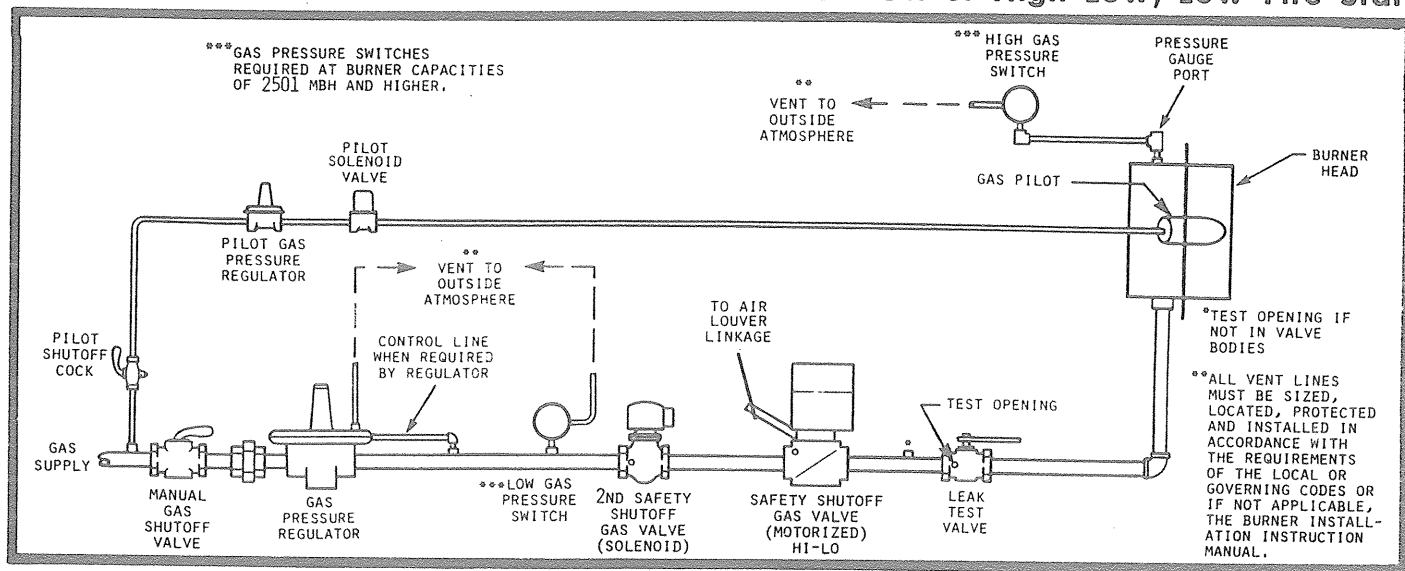 ***GAS PRESSURE SWITCHES
REQUIRED AT BURNER CAPACITIES
OF 2501 MBH AND HIGHER.
***HIGH GAS
PRESSURE
SWITCH
PRESSURE
GAUGE
PORT
**
VENT TO
OUTSIDE
ATMOSPHERE
BURNER
HEAD
GAS PILOT
PILOT
SOLENOID
VALVE
PILOT GAS
PRESSURE
REGULATOR
**
VENT TO
OUTSIDE
ATMOSPHERE
PILOT
SHUTOFF
COCK
CONTROL LINE
WHEN REQUIRED
BY REGULATOR
TO AIR
LOUVER
LINKAGE
*TEST OPENING IF
NOT IN VALVE
BODIES
**ALL VENT LINES
MUST BE SIZED,
LOCATED, PROTECTED
AND INSTALLED IN
ACCORDANCE WITH
THE REQUIREMENTS
OF THE LOCAL OR
GOVERNING CODES OR
IF NOT APPLICABLE,
THE BURNER INSTALL-
ATION INSTRUCTION
MANUAL.
TEST OPENING
*
GAS
SUPPLY
MANUAL
GAS
SHUTOFF
VALVE
GAS
PRESSURE
REGULATOR
***LOW GAS
PRESSURE
SWITCH
2ND SAFETY
SHUTOFF
GAS VALVE
(SOLENOID)
SAFETY SHUTOFF
GAS VALVE
(MOTORIZED)
HI-LO
LEAK
TEST
VALVE